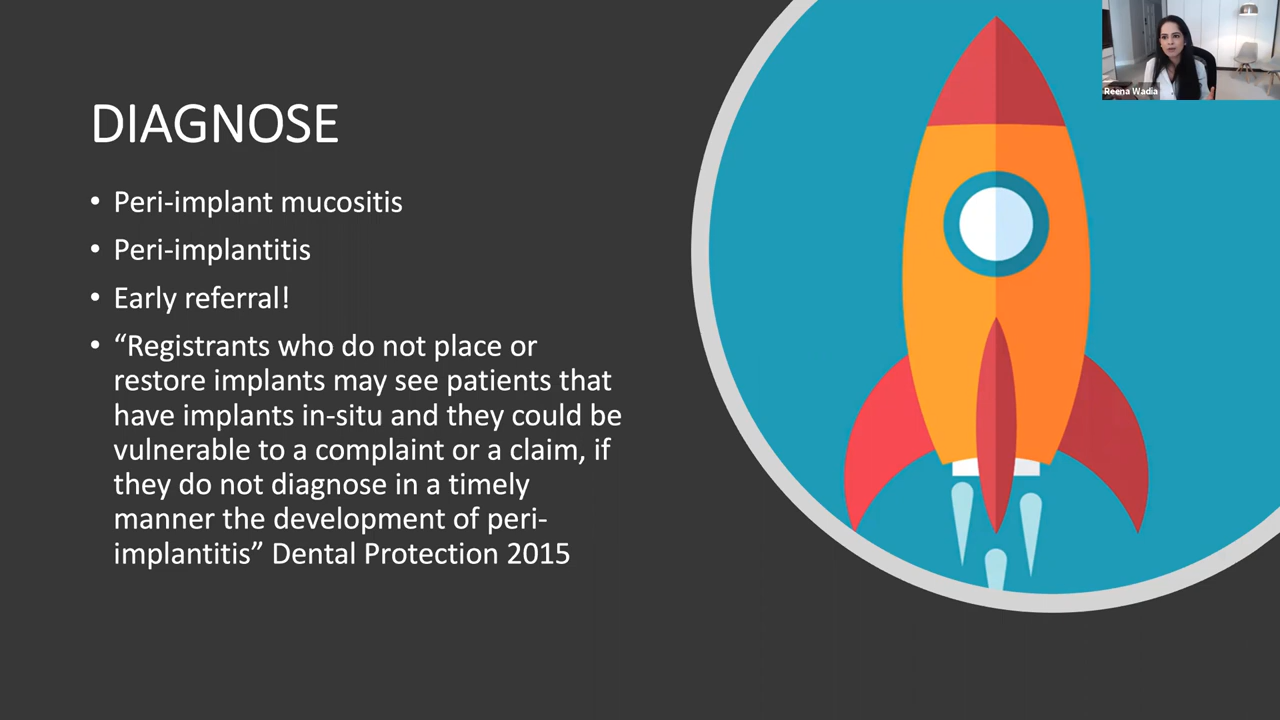 DIAGNOSE
• Peri-implant mucositis
• Peri-implantitis
• Early referral!
• “Registrants who do not place or
restore implants may see patients that
have implants in-situ and they could be
vulnerable to a complaint or a claim, if
they do not diagnose in a timely
manner the development of peri-
implantitis” Dental Protection 2015
Reena Wadia